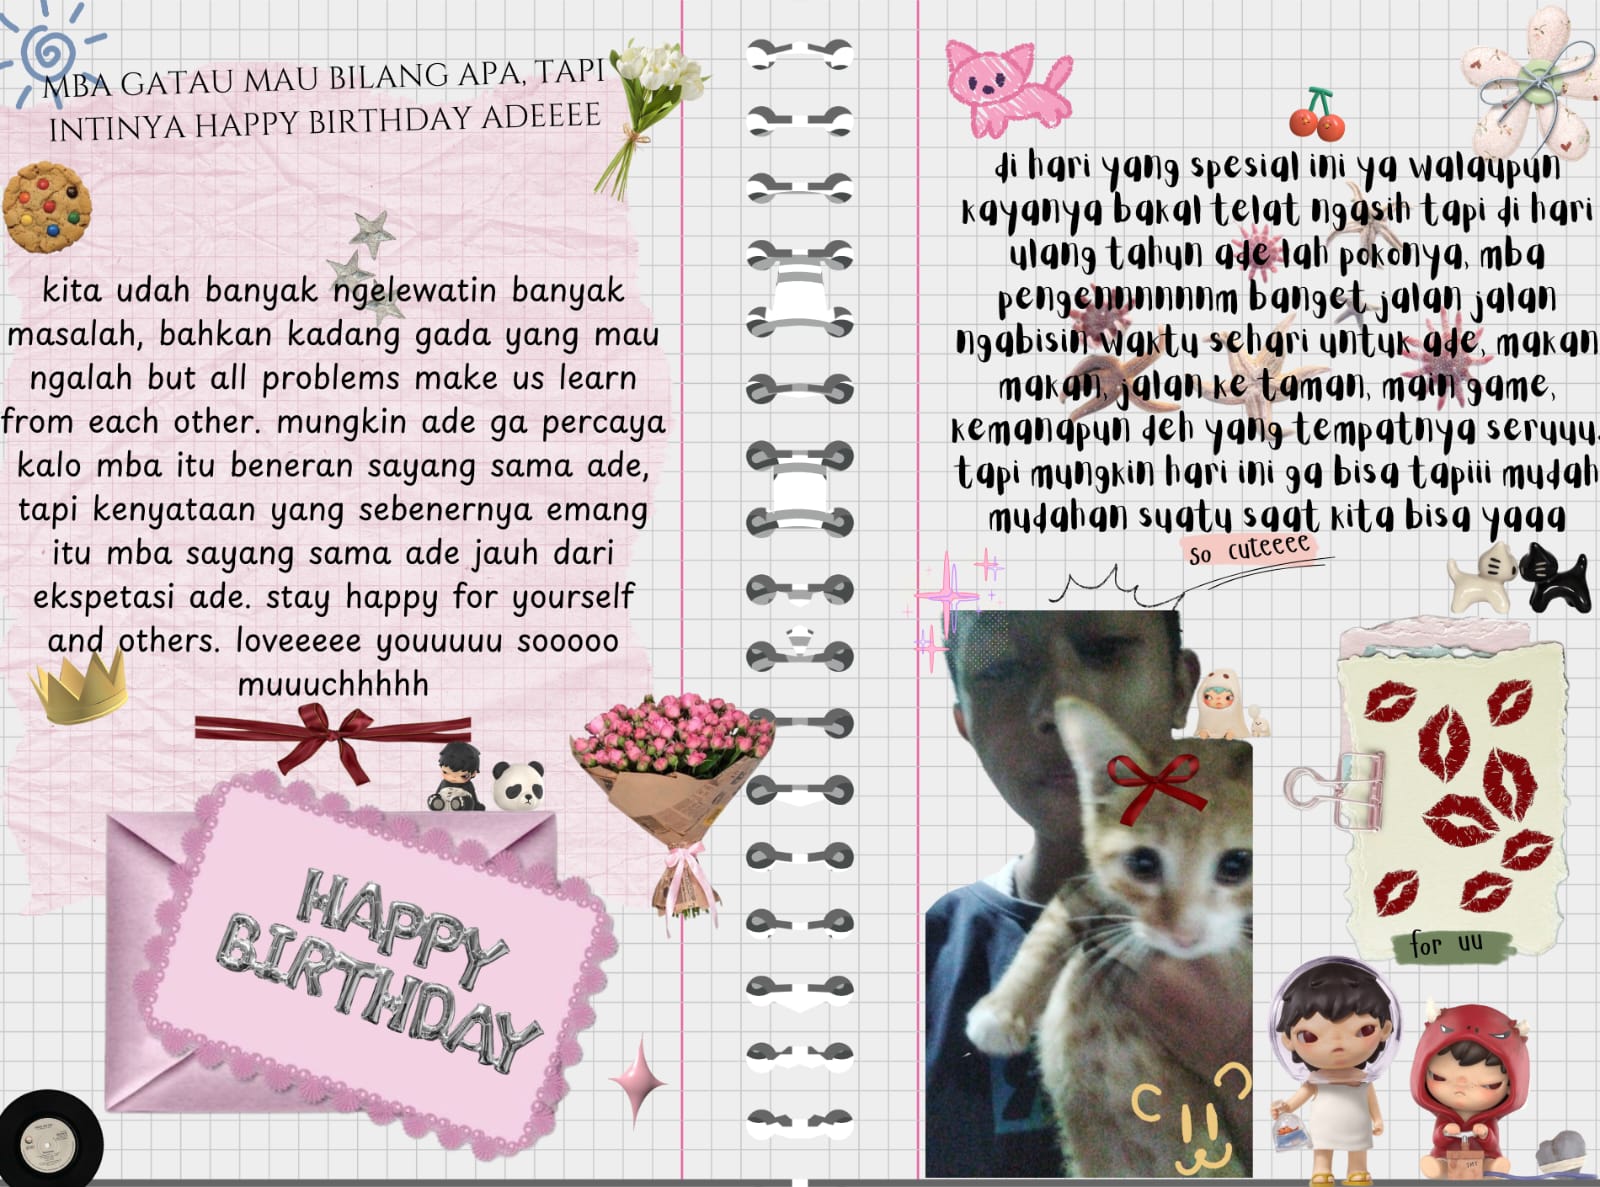 MBA GATAU MAU BILANG APA, TAPI
INTINYA HAPPY BIRTHDAY ADEEEE
kita udah banyak ngelewatin banyak
masalah, bahkan kadang gada yang mau
ngalah but all problems make us learn
from each other. mungkin ade ga percaya
kalo mba itu beneran sayang sama ade,
tapi kenyataan yang sebenernya emang
itu mba sayang sama ade jauh dari
ekspetasi ade. stay happy for yourself
and others. loveeeee youuuuu sooooo
muuuchhhhh
HAPPY
BIRTHDAY
di hari yang spesial ini ya walaupun
kayanya bakal telat ngasih tapi di hari
ulang tahun ade lah pokonya, mba
pengennnnnnm banget jalan jalan
ngabisin waktu sehari untuk ade, makan
makan, jalan ke taman, main game,
kemanapun deh yang tempatnya seruuu.
tapi mungkin hari ini ga bisa tapiii mudah
mudahan suatu saat kita bisa yaaa
so cuteeee
for uu